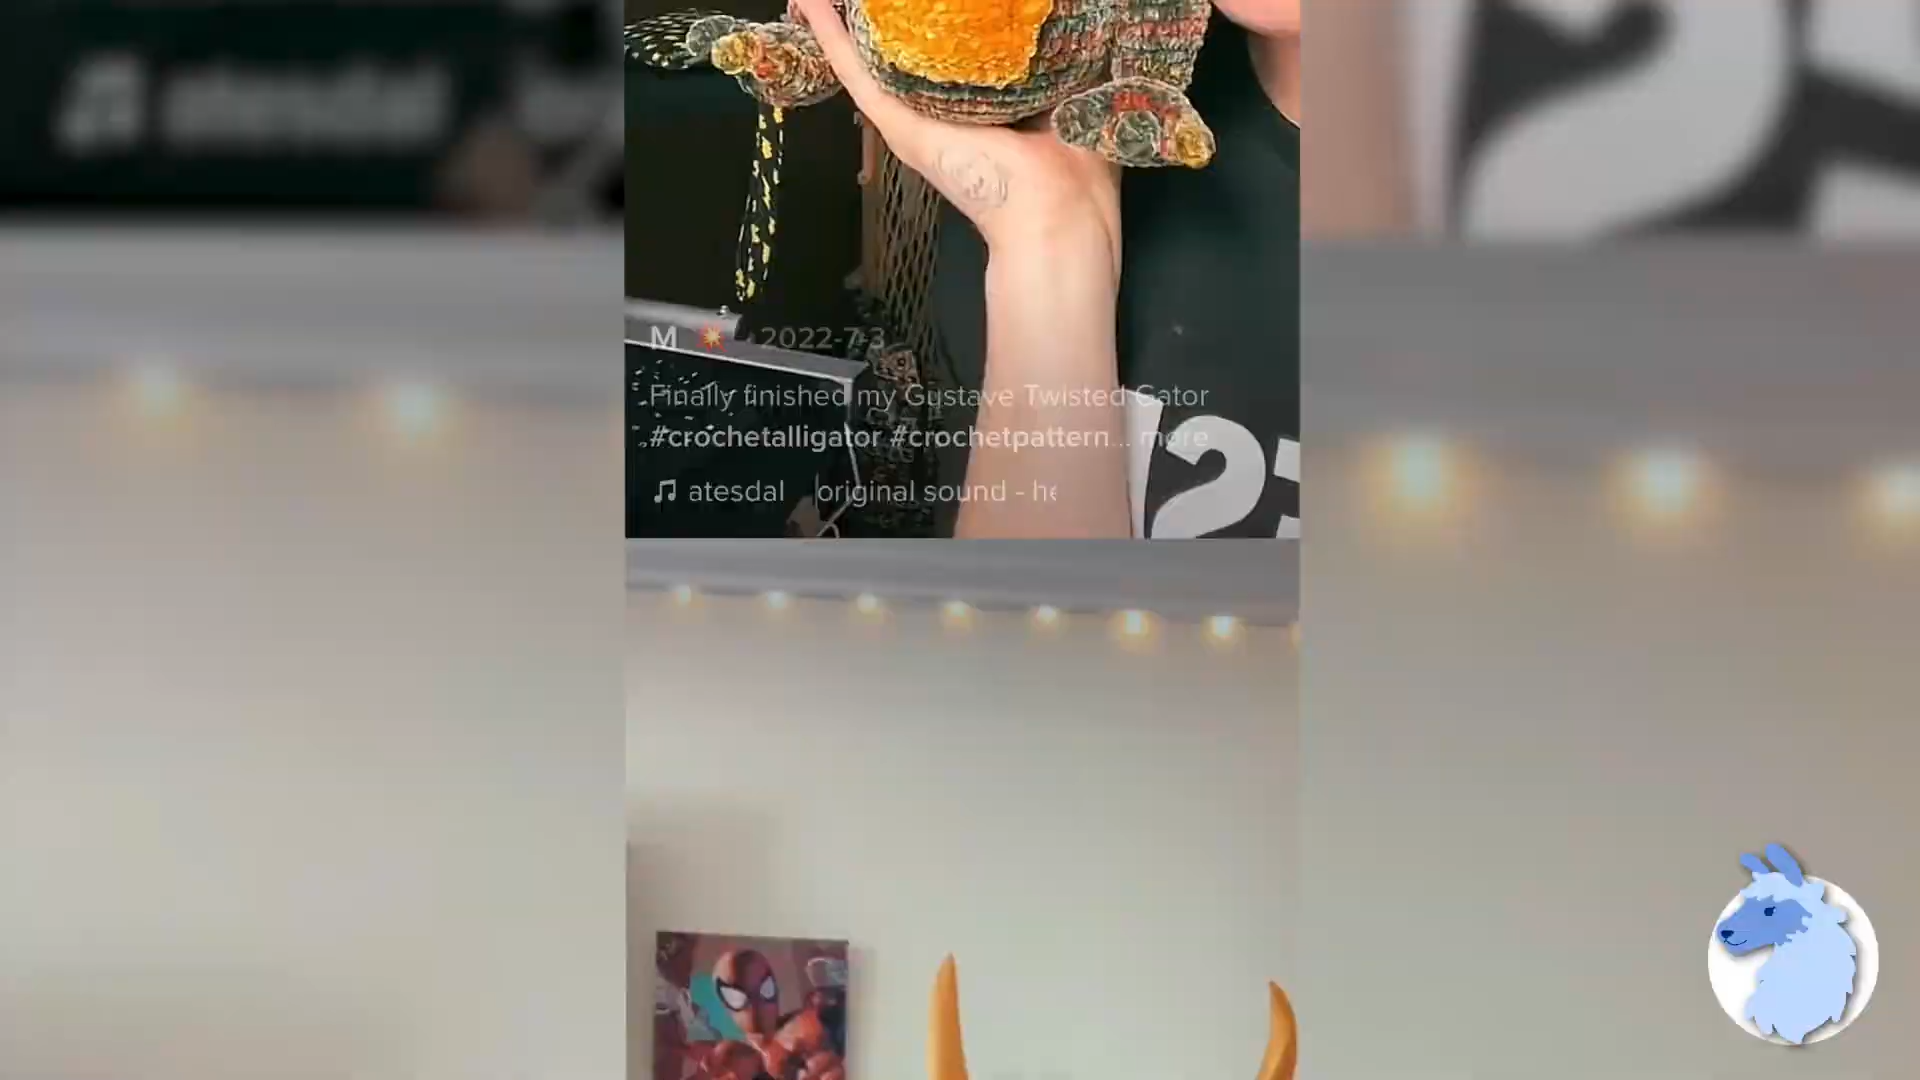 M 2022-7-3
Finally finished my Gustave Twisted Gator
#crochetalligator #crochetpattern... more
atesdal original sound - he